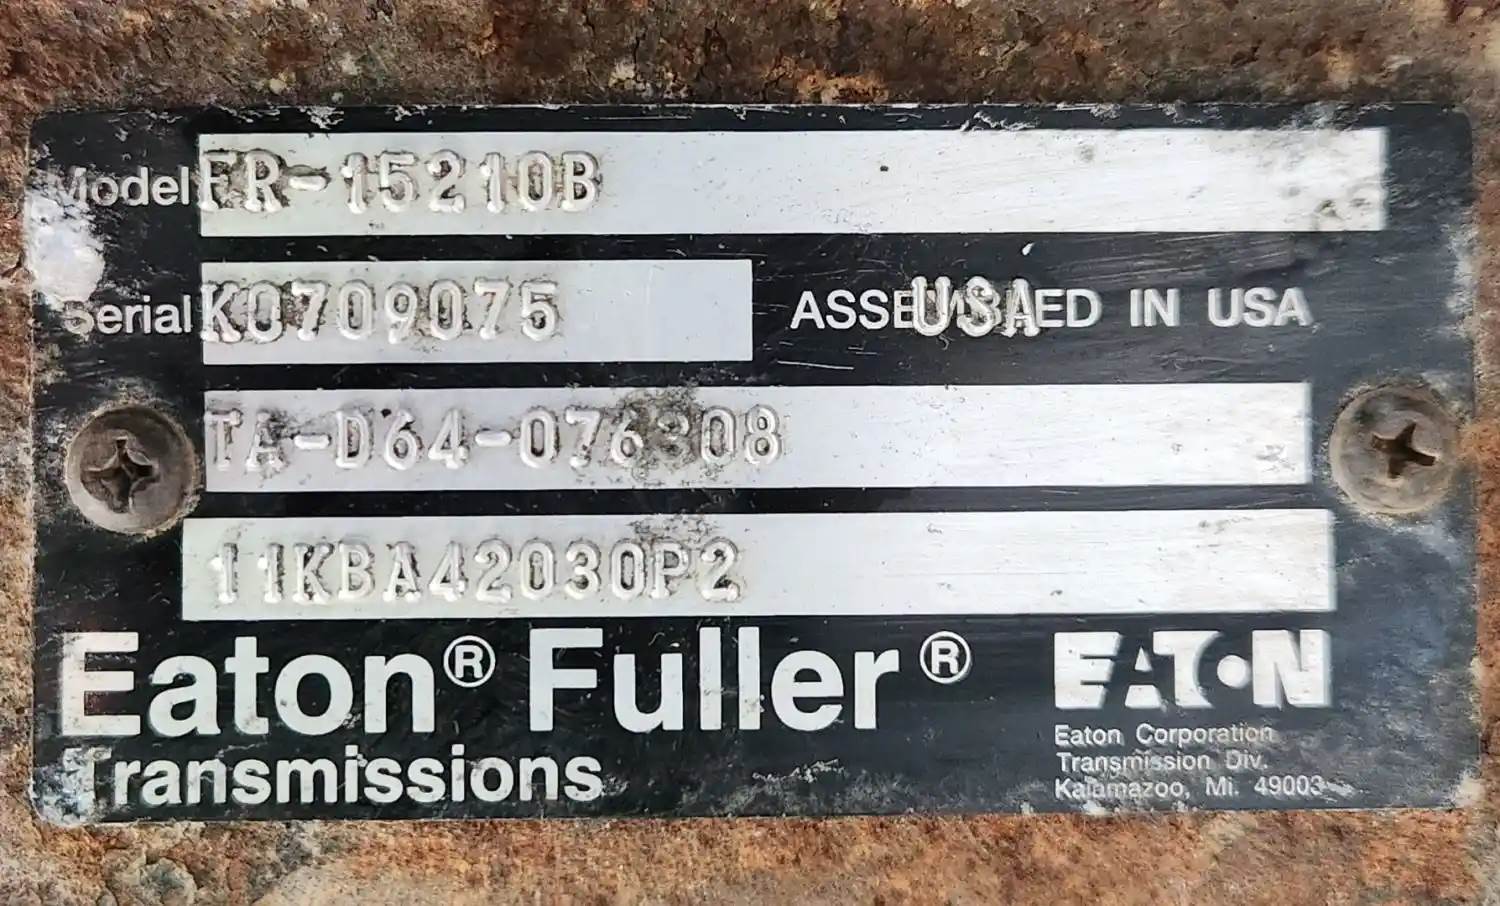 Model FR-15210B
Serial K0709075 ASSEMBLED IN USA
USA
TA-D64-076308
11KBA42030P2
Eaton® Fuller® EATON
Transmissions
Eaton Corporation
Transmission Div.
Kalamazoo, Mi. 49003